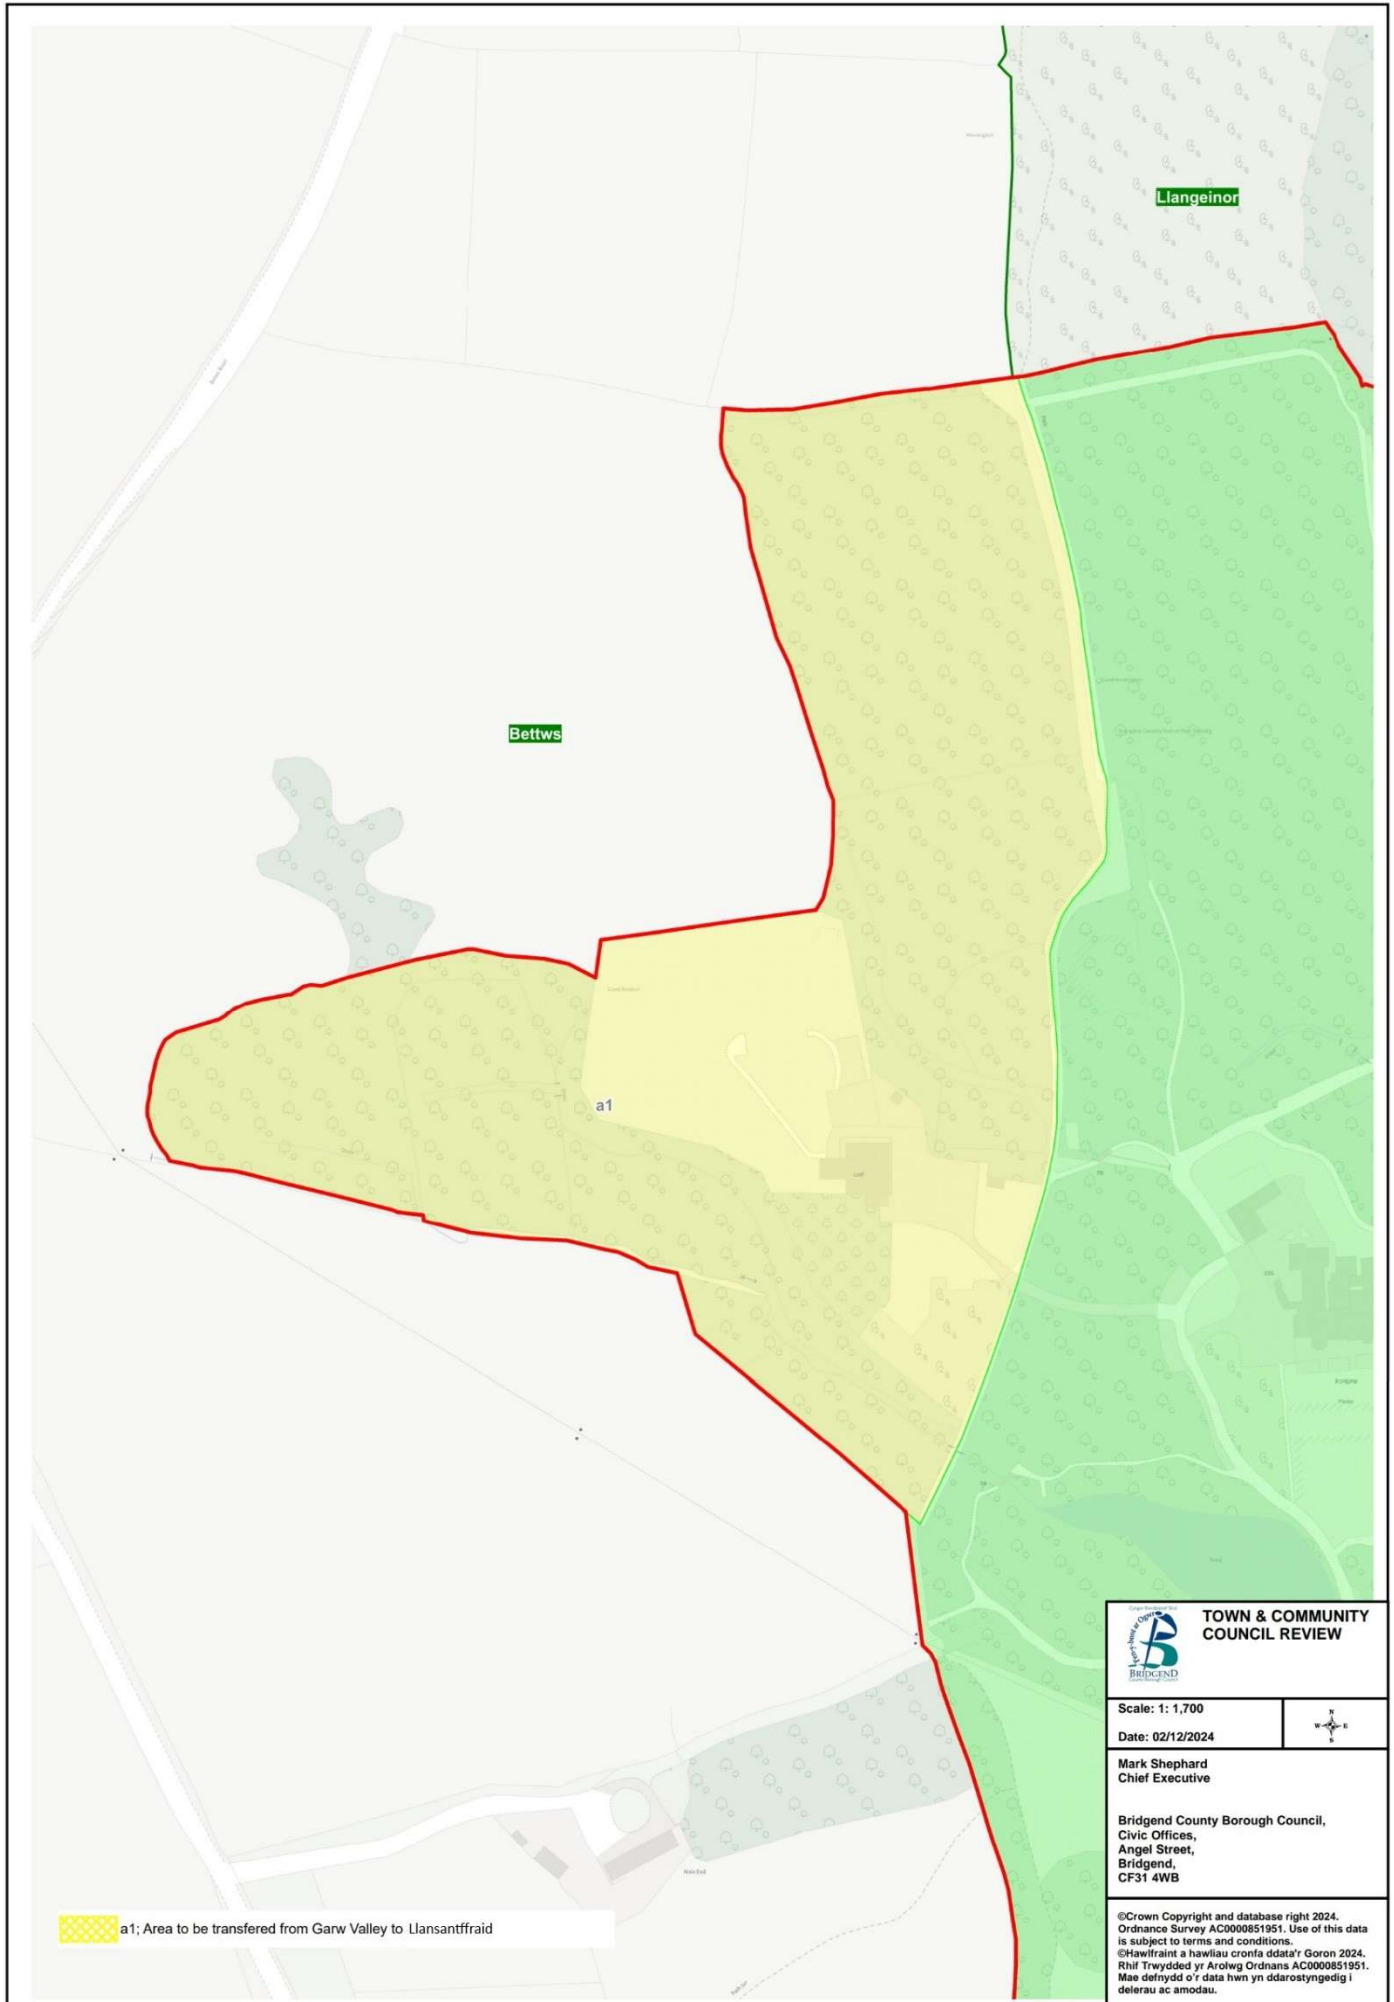 Llangeinor
Bettws
a1
TOWN & COMMUNITY
COUNCIL REVIEW
BRIDGEND
County Borough Council
Scale: 1: 1,700
Date: 02/12/2024
N
W E
S
Mark Shephard
Chief Executive
Bridgend County Borough Council,
Civic Offices,
Angel Street,
Bridgend,
CF31 4WB
©Crown Copyright and database right 2024.
Ordnance Survey AC0000851951. Use of this data
is subject to terms and conditions.
©Hawlfraint a hawliau cronfa ddata'r Goron 2024.
Rhif Trwydded yr Arolwg Ordnans AC0000851951.
Mae defnydd o'r data hwn yn ddarostyngedig i
delerau ac amodau.
a1; Area to be transfered from Garw Valley to Llansantffraid